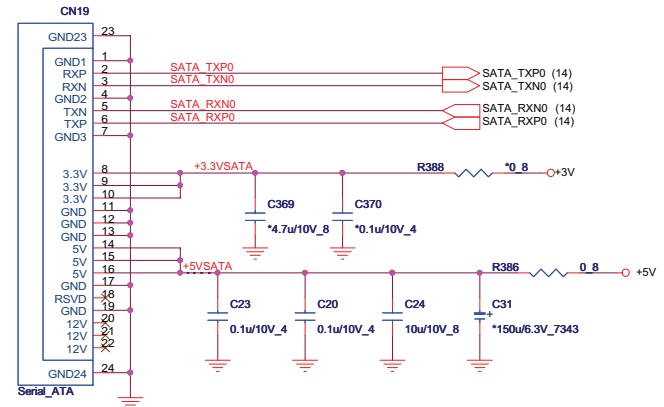 CN19
GND23 23
GND1 1
RXP 2 SATA_TXP0 SATA_TXP0 (14)
RXN 3 SATA_TXN0 SATA_TXN0 (14)
GND2 4
TXN 5 SATA_RXN0 SATA_RXN0 (14)
TXP 6 SATA_RXP0 SATA_RXP0 (14)
GND3 7
3.3V 8 +3.3VSATA R388 *0_8 +3V
3.3V 9
3.3V 10
GND 11
GND 12
GND 13
C369 *4.7u/10V_8
C370 *0.1u/10V_4
5V 14
5V 15
5V 16 +5VSATA R386 0_8 +5V
GND 17
RSVD 18
GND 19
12V 20
12V 21
12V 22
C23 0.1u/10V_4
C20 0.1u/10V_4
C24 10u/10V_8
C31 + *150u/6.3V_7343
GND24 24
Serial_ATA